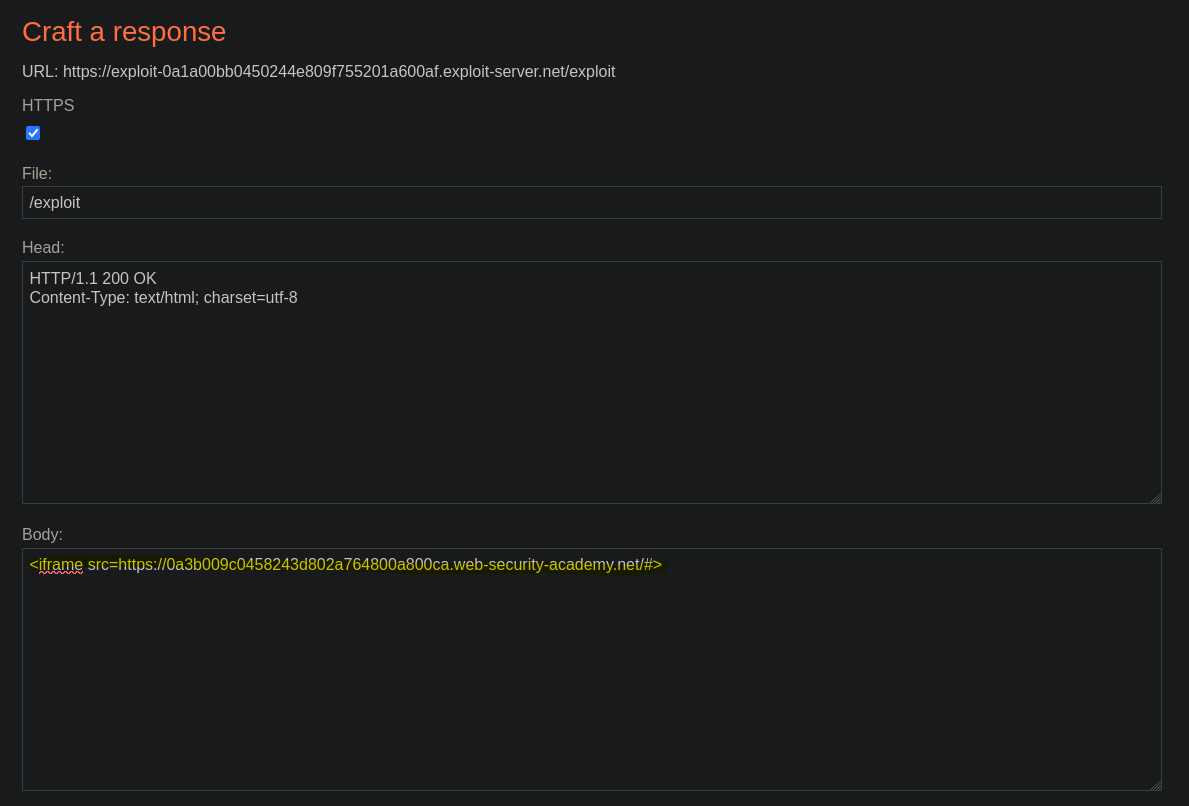 Craft a response
URL: https://exploit-0a1a00bb0450244e809f755201a600af.exploit-server.net/exploit
HTTPS
File:
/exploit
Head:
HTTP/1.1 200 OK
Content-Type: text/html; charset=utf-8
Body:
<iframe src=https://0a3b009c0458243d802a764800a800ca.web-security-academy.net/#>